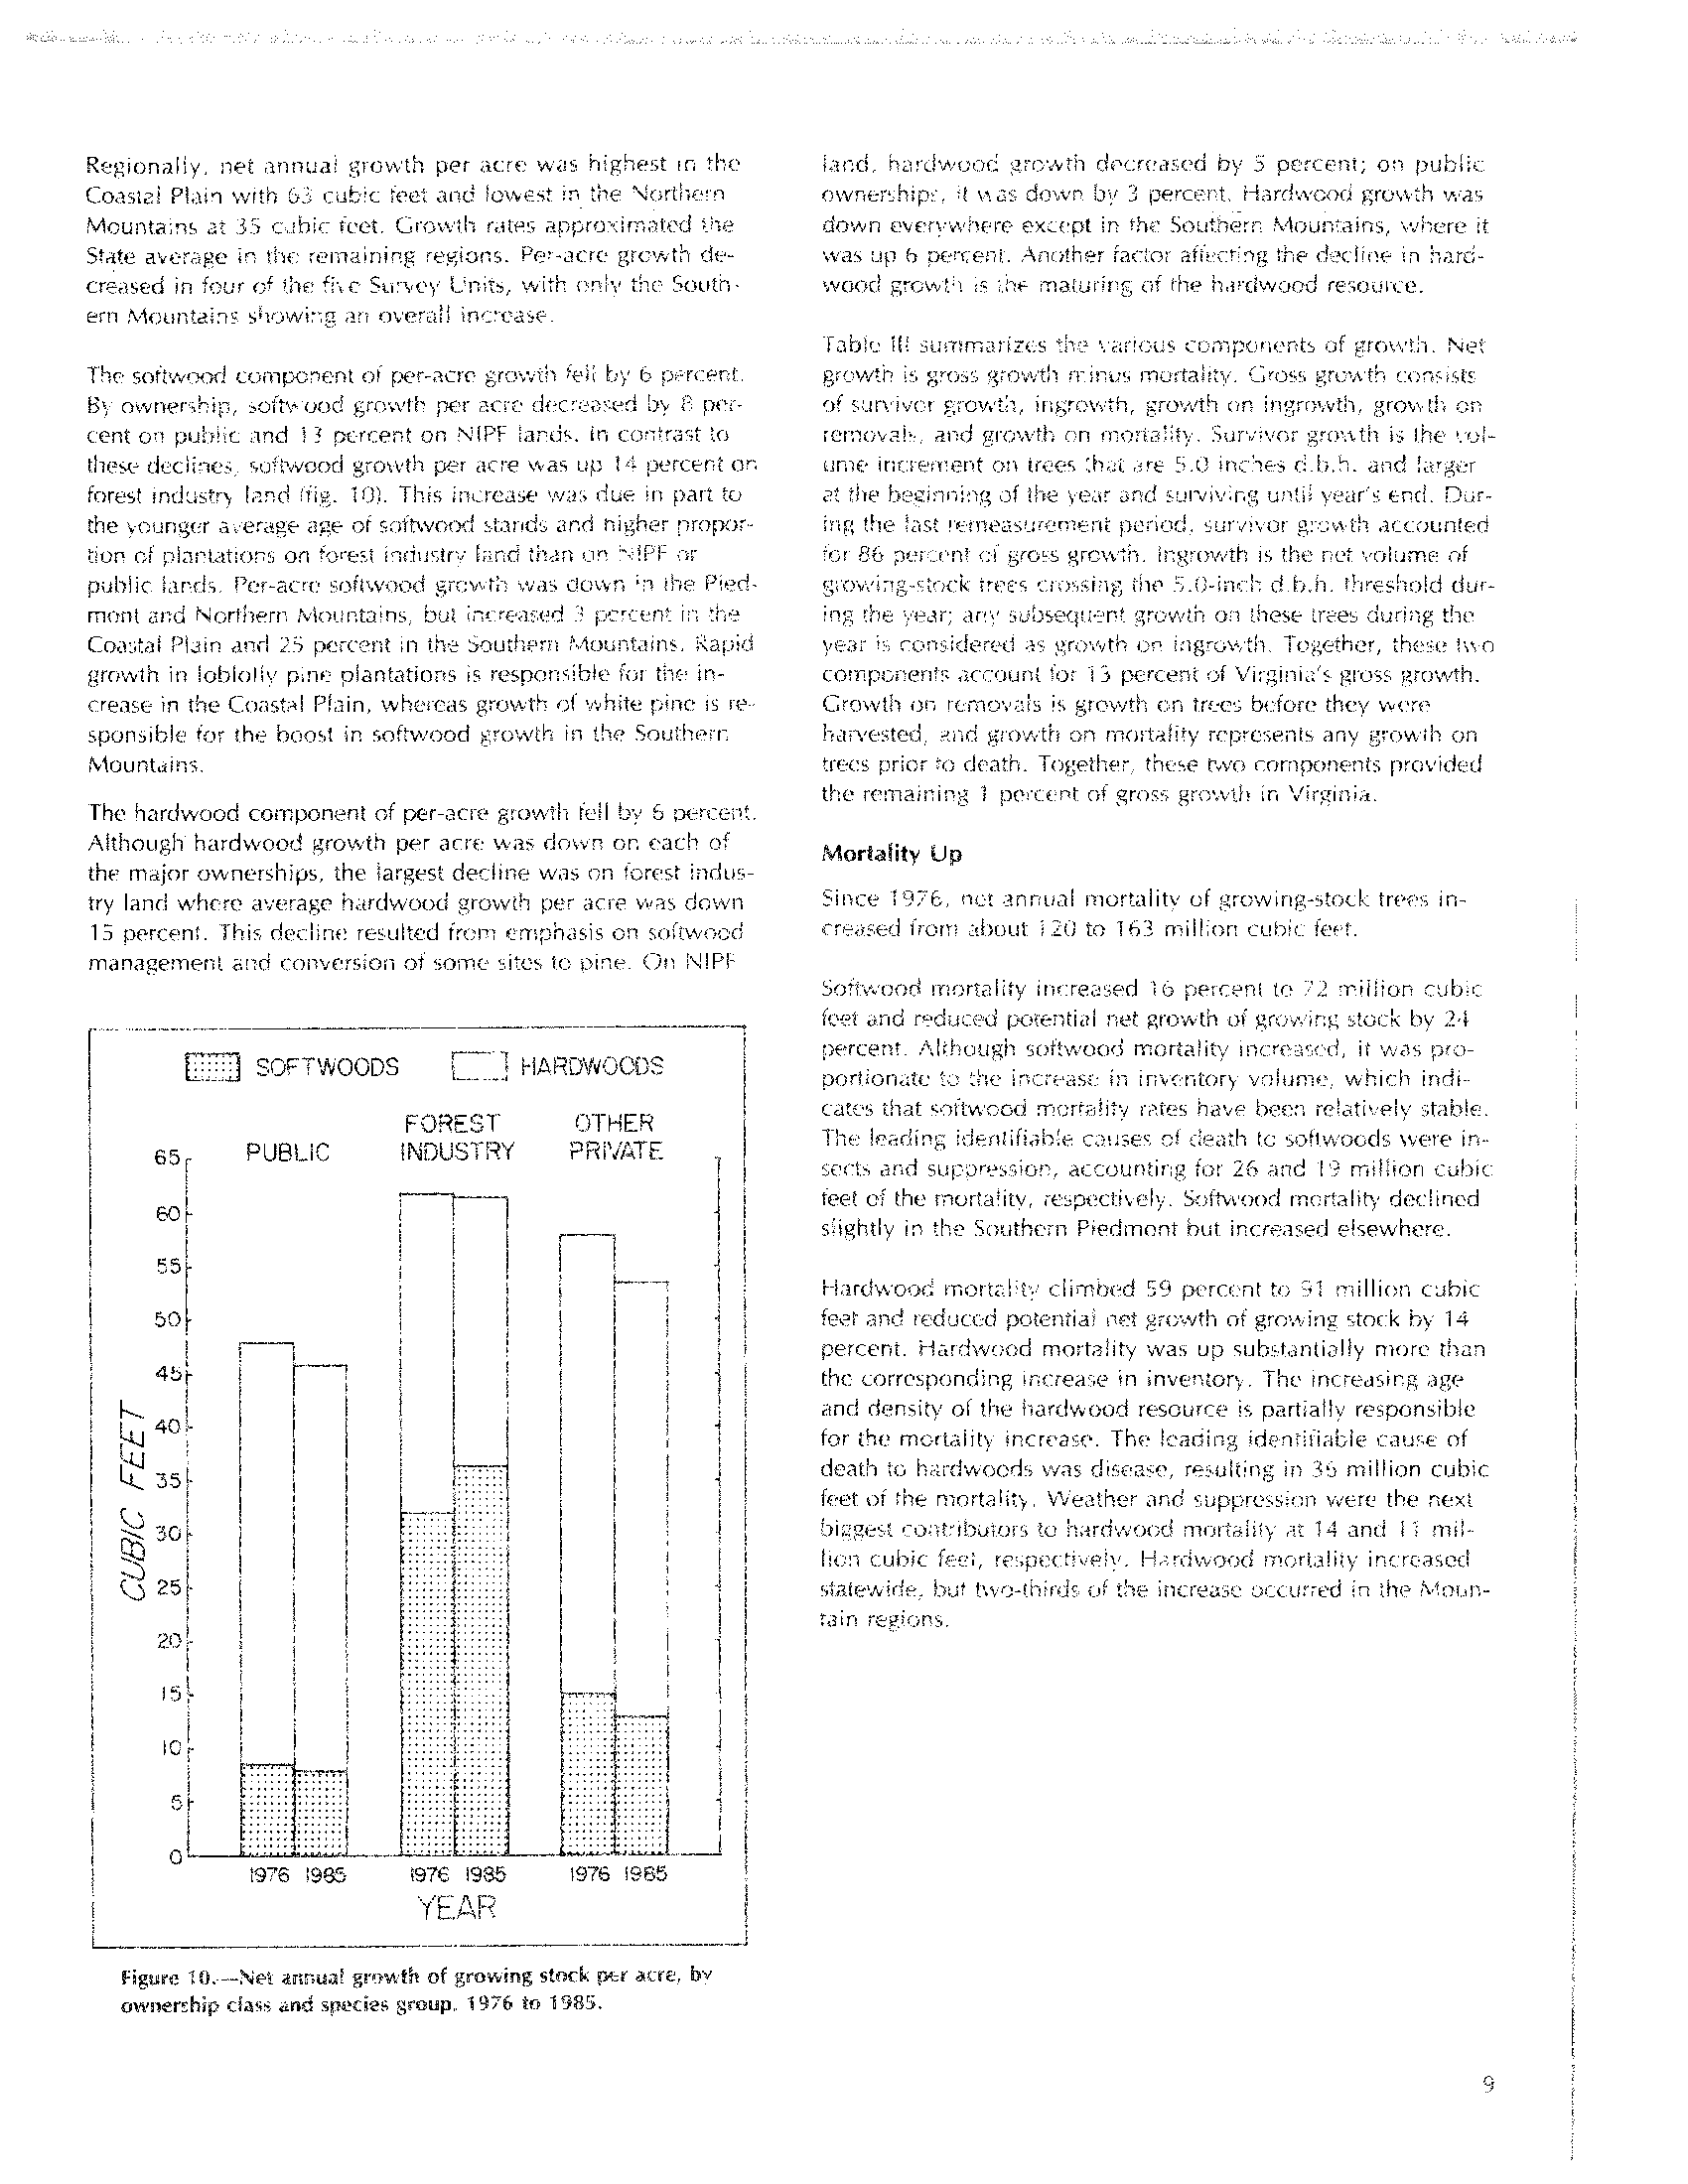 Regionally, net annual growth per acre was highest in the
Coastal Plain with 63 cubic feet and lowest in the Northern
Mountains at 35 cubic feet. Growth rates approximated the
State average in the remaining regions. Per-acre growth de-
creased in four of the five Survey Units, with only the South-
ern Mountains showing an overall increase.
The softwood component of per-acre growth fell by 6 percent.
By ownership, softwood growth per acre decreased by 8 per-
cent on public and 13 percent on NIPF lands. In contrast to
these declines, softwood growth per acre was up 14 percent on
forest industry land (fig. 10). This increase was due in part to
the younger average age of softwood stands and higher propor-
tion of plantations on forest industry land than on NIPF or
public lands. Per-acre softwood growth was down in the Pied-
mont and Northern Mountains, but increased 3 percent in the
Coastal Plain and 25 percent in the Southern Mountains. Rapid
growth in loblolly pine plantations is responsible for the in-
crease in the Coastal Plain, whereas growth of white pine is re-
sponsible for the boost in softwood growth in the Southern
Mountains.
The hardwood component of per-acre growth fell by 6 percent.
Although hardwood growth per acre was down on each of
the major ownerships, the largest decline was on forest indus-
try land where average hardwood growth per acre was down
15 percent. This decline resulted from emphasis on softwood
management and conversion of some sites to pine. On NIPF
SOFTWOODS HARDWOODS
PUBLIC
FOREST
INDUSTRY
OTHER
PRIVATE
65
60
55
50
45
40
35
30
25
20
15
10
5
0
CUBIC FEET
1976 1985 1976 1985 1976 1985
YEAR
Figure 10.—Net annual growth of growing stock per acre, by
ownership class and species group, 1976 to 1985.
land, hardwood growth decreased by 5 percent; on public
ownerships, it was down by 3 percent. Hardwood growth was
down everywhere except in the Southern Mountains, where it
was up 6 percent. Another factor affecting the decline in hard-
wood growth is the maturing of the hardwood resource.
Table III summarizes the various components of growth. Net
growth is gross growth minus mortality. Gross growth consists
of survivor growth, ingrowth, growth on ingrowth, growth on
removals, and growth on mortality. Survivor growth is the vol-
ume increment on trees that are 5.0 inches d.b.h. and larger
at the beginning of the year and surviving until year's end. Dur-
ing the last remeasurement period, survivor growth accounted
for 86 percent of gross growth. Ingrowth is the net volume of
growing-stock trees crossing the 5.0-inch d.b.h. threshold dur-
ing the year; any subsequent growth on these trees during the
year is considered as growth on ingrowth. Together, these two
components account for 13 percent of Virginia's gross growth.
Growth on removals is growth on trees before they were
harvested, and growth on mortality represents any growth on
trees prior to death. Together, these two components provided
the remaining 1 percent of gross growth in Virginia.
Mortality Up
Since 1976, net annual mortality of growing-stock trees in-
creased from about 120 to 163 million cubic feet.
Softwood mortality increased 16 percent to 72 million cubic
feet and reduced potential net growth of growing stock by 24
percent. Although softwood mortality increased, it was pro-
portionate to the increase in inventory volume, which indi-
cates that softwood mortality rates have been relatively stable.
The leading identifiable causes of death to softwoods were in-
sects and suppression, accounting for 26 and 19 million cubic
feet of the mortality, respectively. Softwood mortality declined
slightly in the Southern Piedmont but increased elsewhere.
Hardwood mortality climbed 59 percent to 91 million cubic
feet and reduced potential net growth of growing stock by 14
percent. Hardwood mortality was up substantially more than
the corresponding increase in inventory. The increasing age
and density of the hardwood resource is partially responsible
for the mortality increase. The leading identifiable cause of
death to hardwoods was disease, resulting in 36 million cubic
feet of the mortality. Weather and suppression were the next
biggest contributors to hardwood mortality at 14 and 11 mil-
lion cubic feet, respectively. Hardwood mortality increased
statewide, but two-thirds of the increase occurred in the Moun-
tain regions.
9